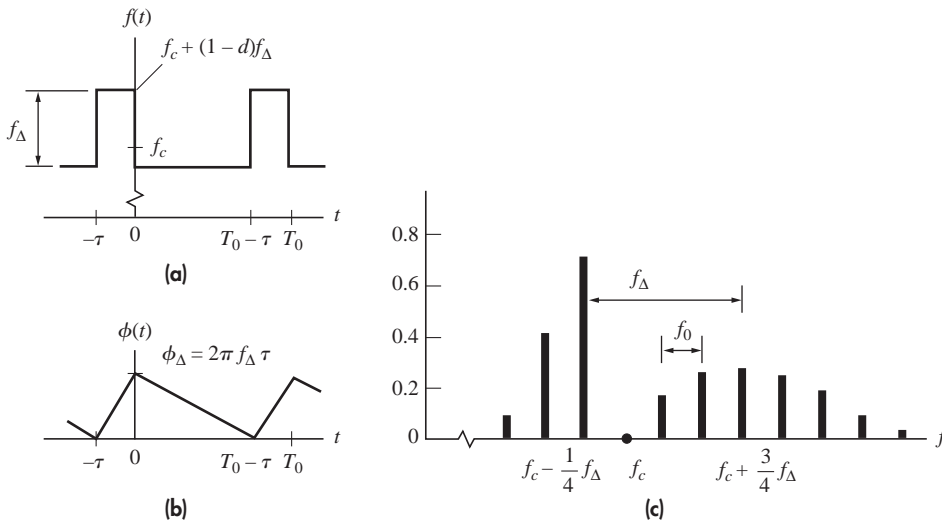 f(t)
f_c + (1 – d)f_Δ
f_Δ
f_c
–τ 0 T_0 – τ T_0 t
(a)
ϕ(t)
ϕ_Δ = 2π f_Δ τ
–τ 0 T_0 – τ T_0 t
(b)
0.8
0.6
0.4
0.2
0
f_Δ
f_0
f
f_c – 1/4 f_Δ f_c f_c + 3/4 f_Δ
(c)